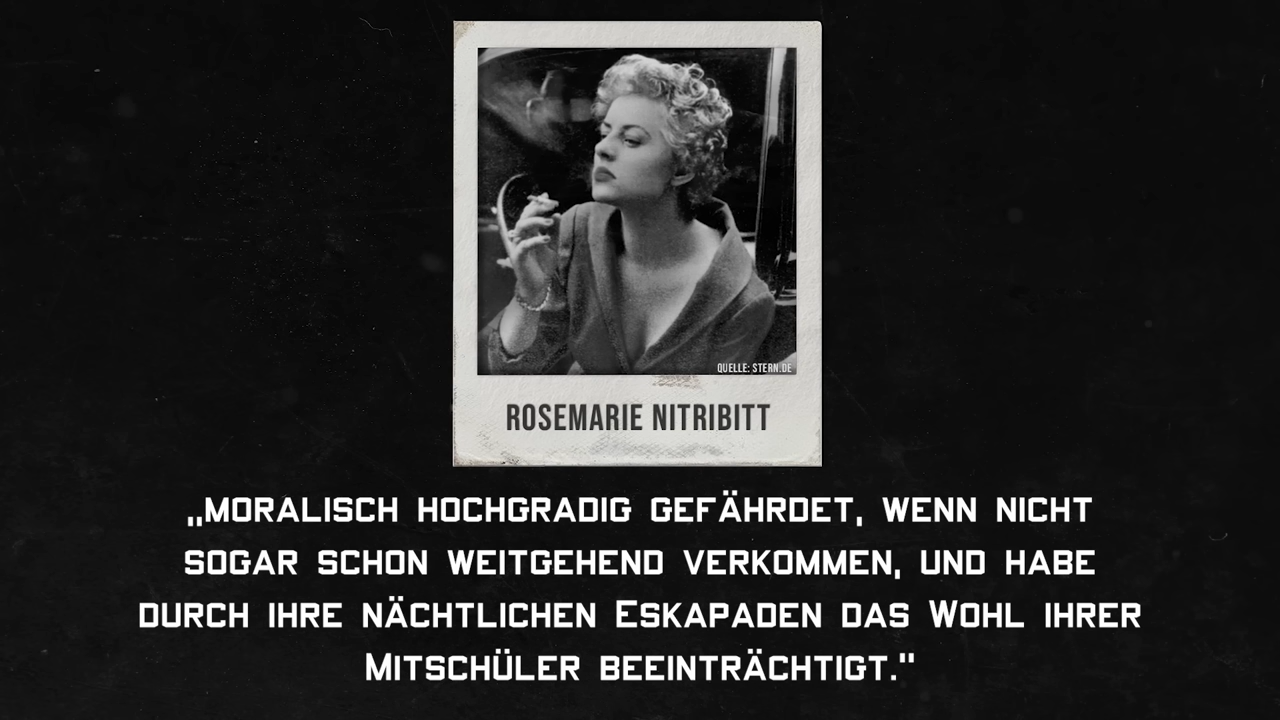 QUELLE: STERN.DE
ROSEMARIE NITRIBITT
„MORALISCH HOCHGRADIG GEFÄHRDET, WENN NICHT
SOGAR SCHON WEITGEHEND VERKOMMEN, UND HABE
DURCH IHRE NÄCHTLICHEN ESKAPADEN DAS WOHL IHRER
MITSCHÜLER BEEINTRÄCHTIGT."